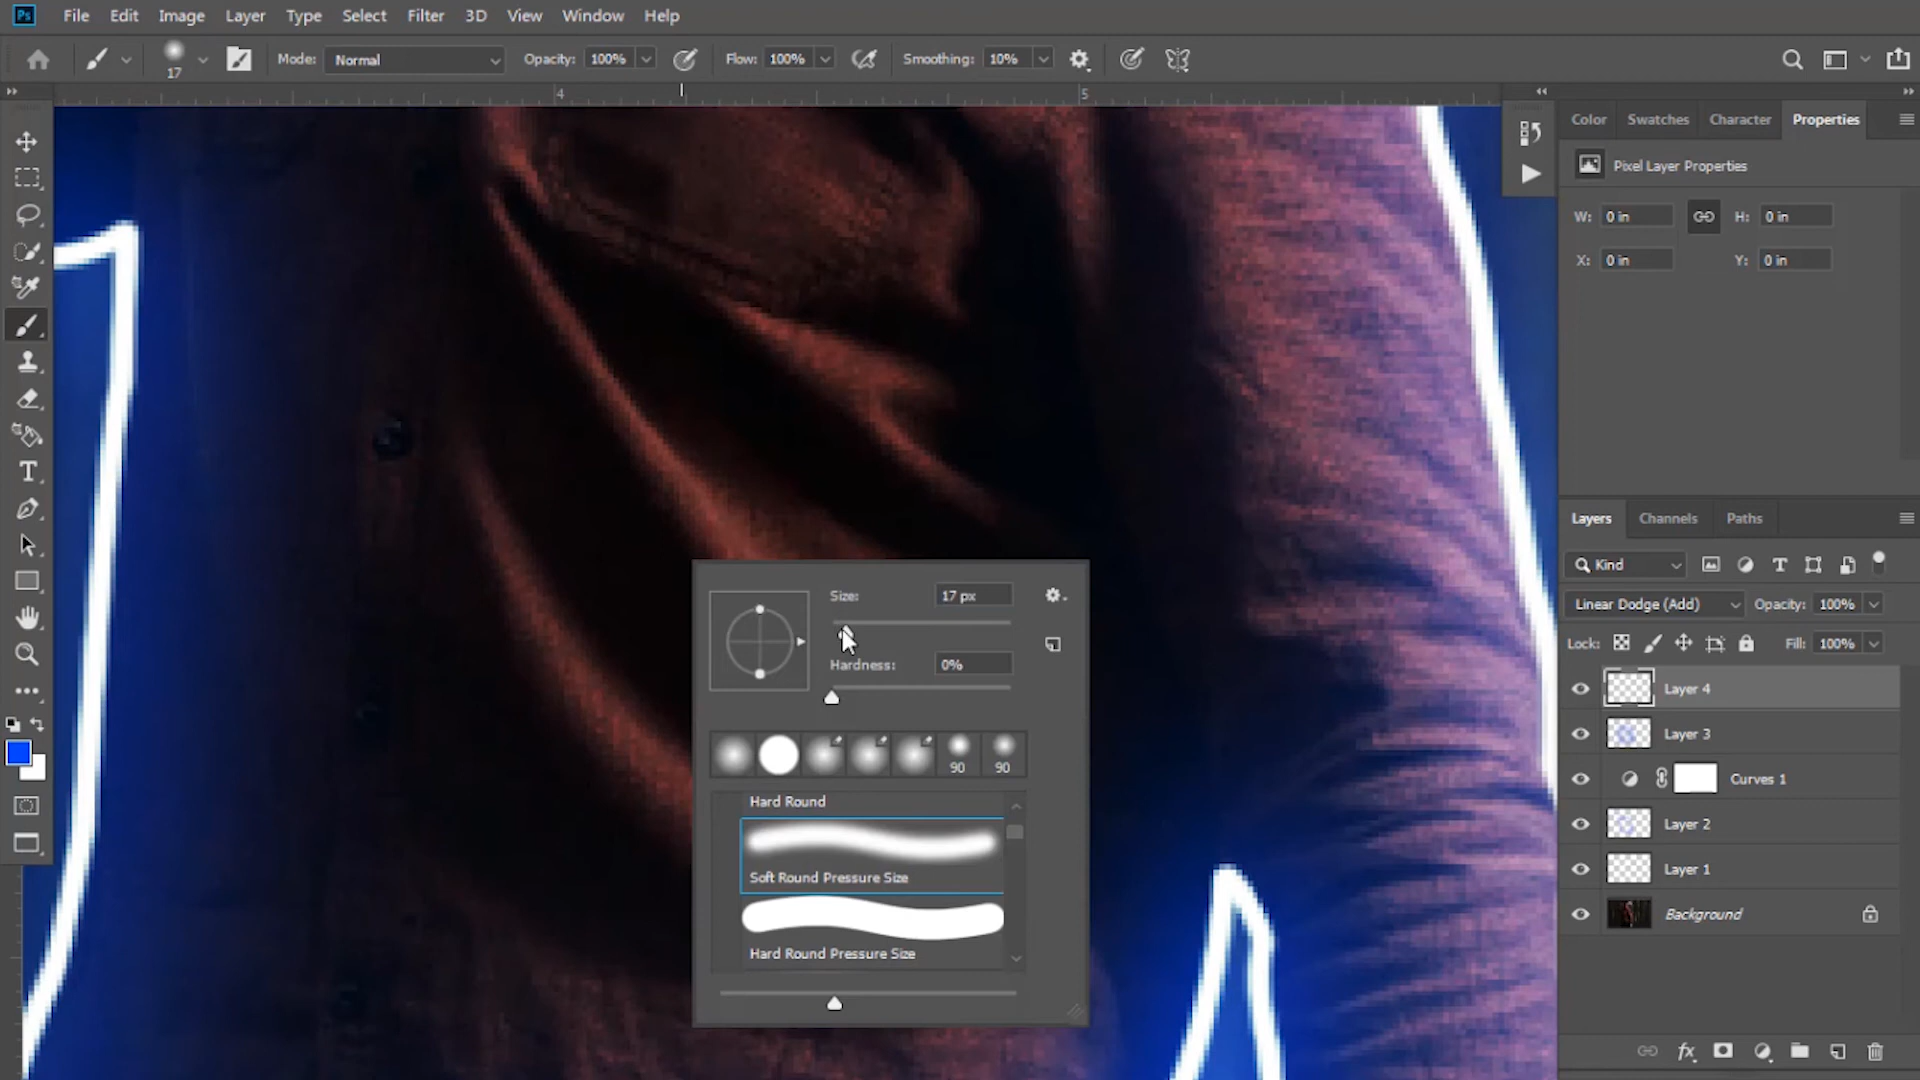 Ps File Edit Image Layer Type Select Filter 3D View Window Help
17 Mode: Normal Opacity: 100% Flow: 100% Smoothing: 10%
4 5
Color Swatches Character Properties
Pixel Layer Properties
W: 0 in H: 0 in
X: 0 in Y: 0 in
Size: 17 px
Hardness: 0%
90 90
Hard Round
Soft Round Pressure Size
Hard Round Pressure Size
Layers Channels Paths
Kind
Linear Dodge (Add) Opacity: 100%
Lock: Fill: 100%
Layer 4
Layer 3
Curves 1
Layer 2
Layer 1
Background
fx